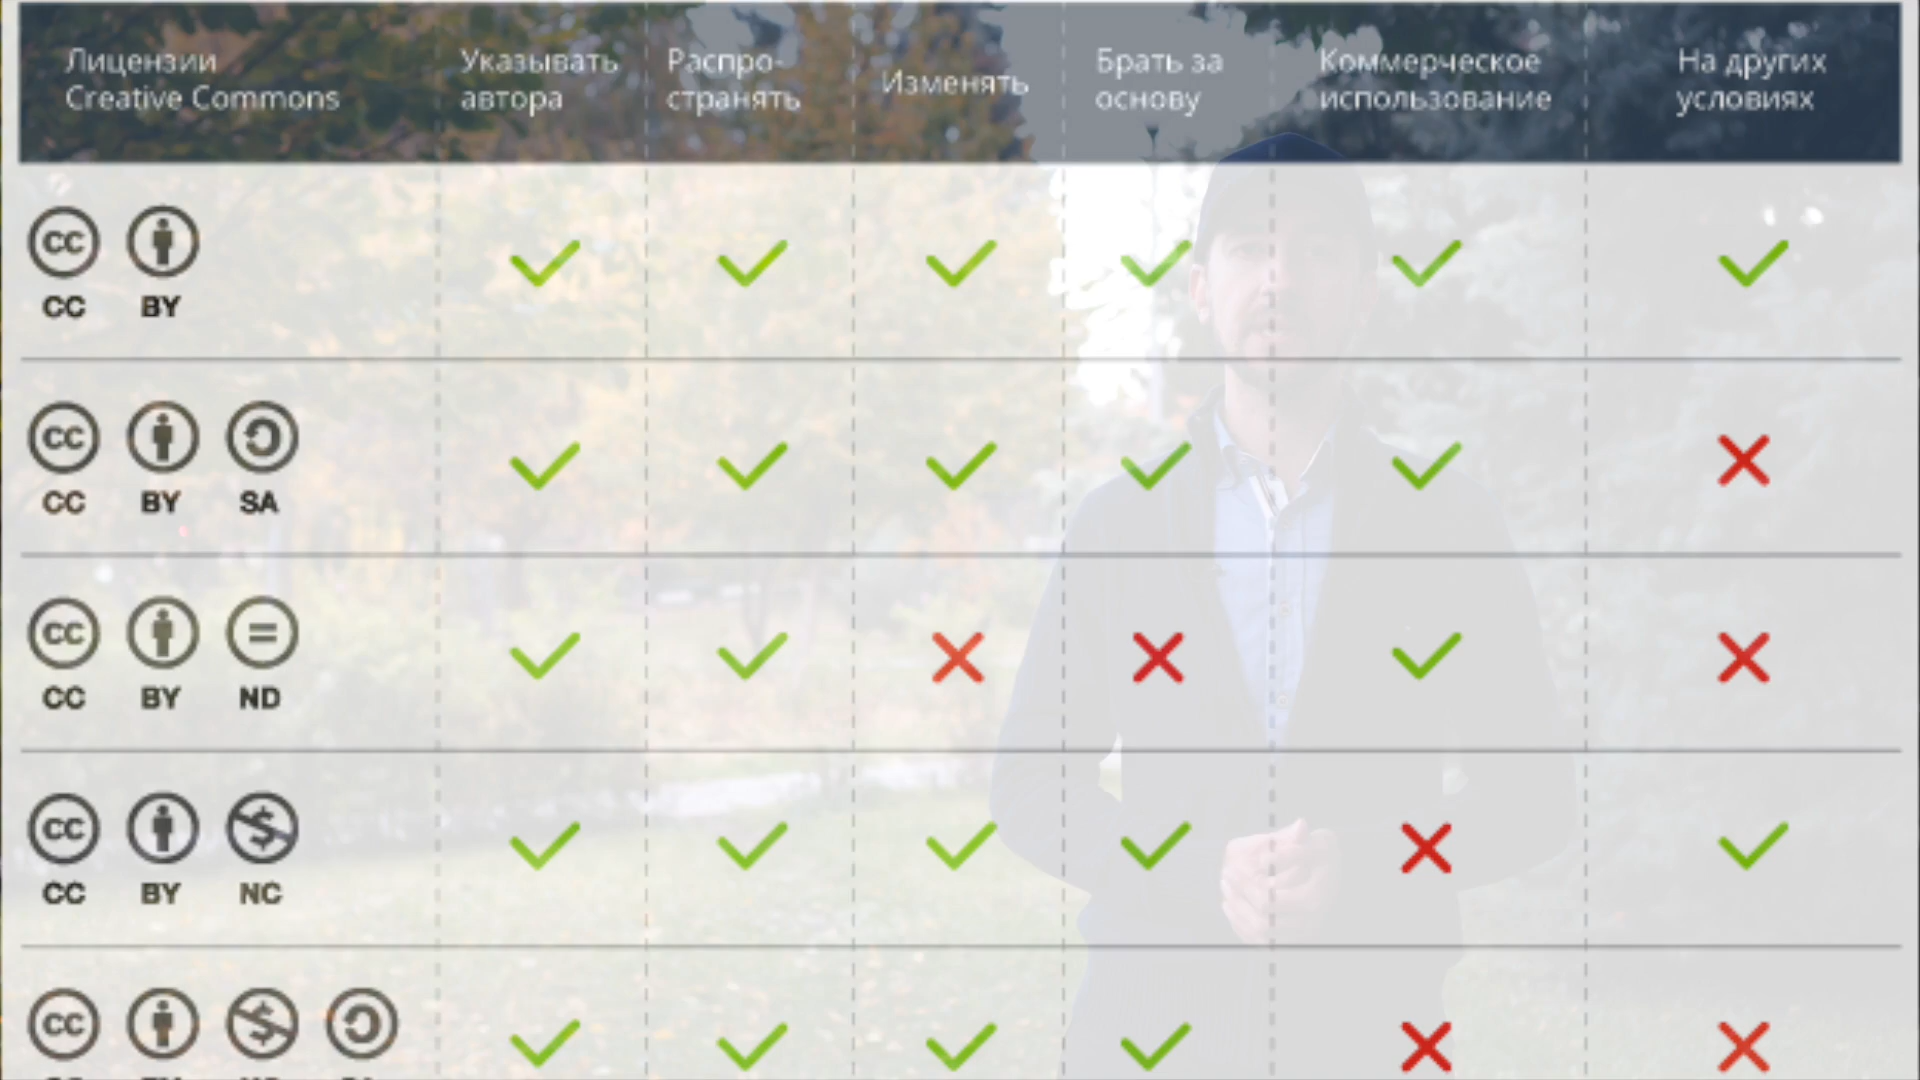 Лицензии
Creative Commons
Указывать
автора
Распро-
странять
Изменять
Брать за
основу
Коммерческое
использование
На других
условиях
CC BY
CC BY SA
CC BY ND
CC BY NC